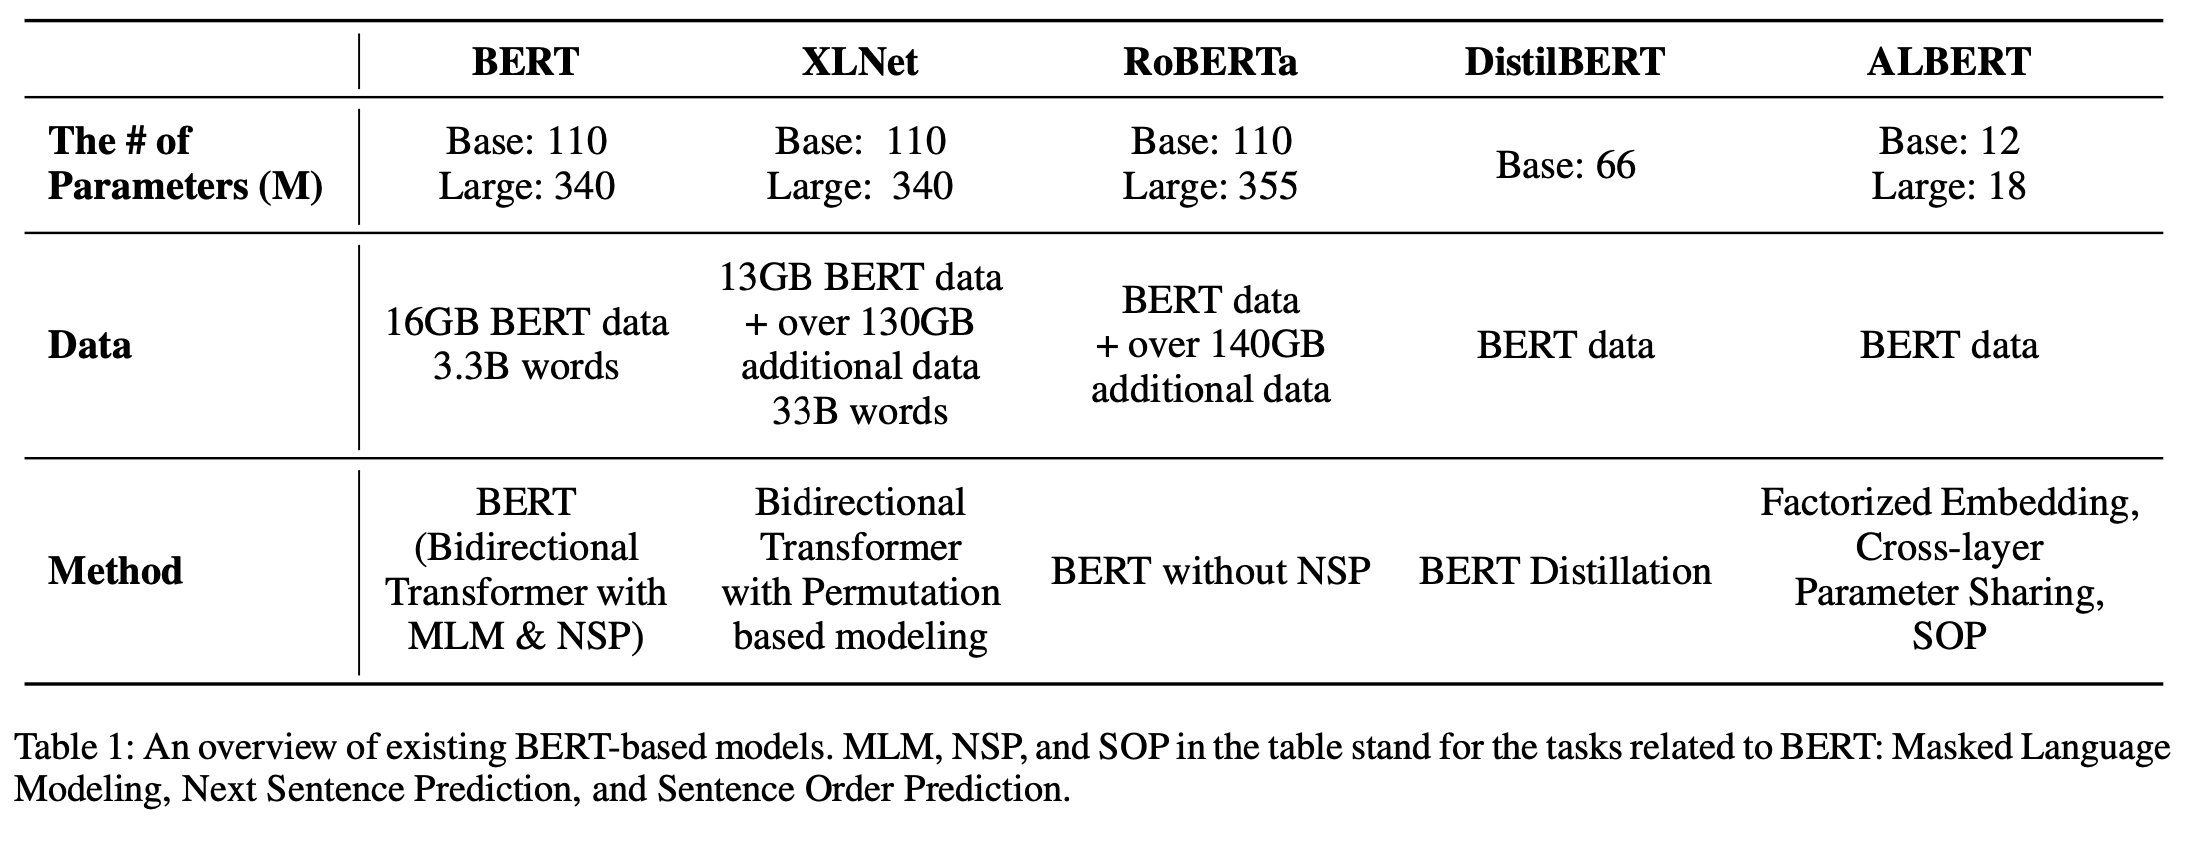 BERT XLNet RoBERTa DistilBERT ALBERT
The # of
Parameters (M)
Base: 110
Large: 340
Base: 110
Large: 340
Base: 110
Large: 355
Base: 66
Base: 12
Large: 18
Data
16GB BERT data
3.3B words
13GB BERT data
+ over 130GB
additional data
33B words
BERT data
+ over 140GB
additional data
BERT data
BERT data
Method
BERT
(Bidirectional
Transformer with
MLM & NSP)
Bidirectional
Transformer
with Permutation
based modeling
BERT without NSP
BERT Distillation
Factorized Embedding,
Cross-layer
Parameter Sharing,
SOP
Table 1: An overview of existing BERT-based models. MLM, NSP, and SOP in the table stand for the tasks related to BERT: Masked Language
Modeling, Next Sentence Prediction, and Sentence Order Prediction.